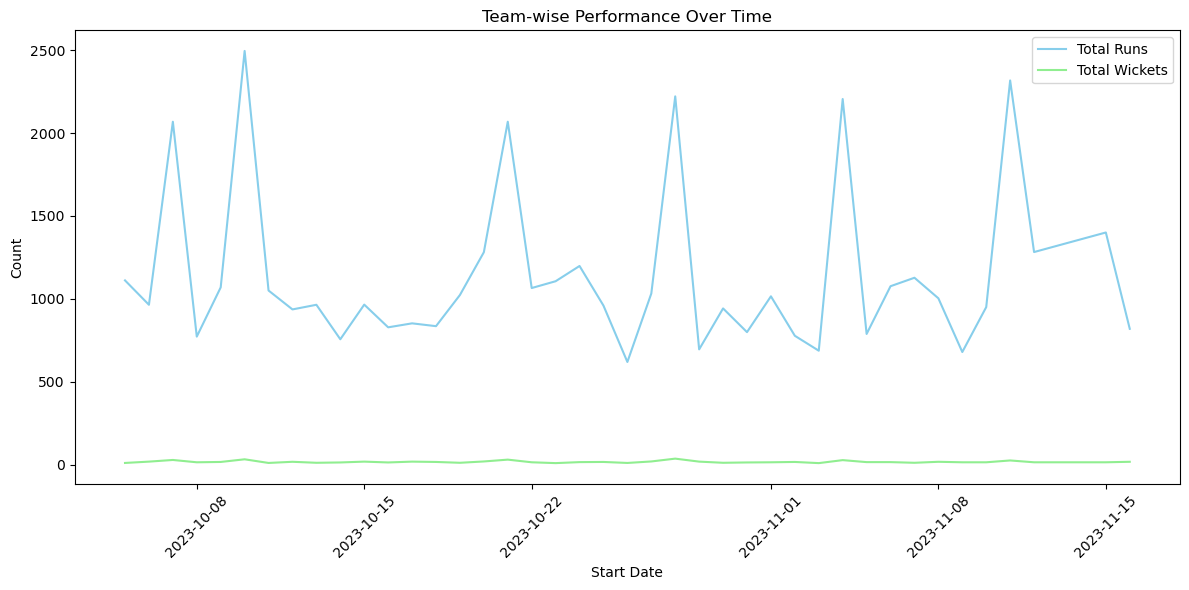 Team-wise Performance Over Time
Total Runs
Total Wickets
2500
2000
1500
1000
500
0
Count
2023-10-08
2023-10-15
2023-10-22
2023-11-01
2023-11-08
2023-11-15
Start Date